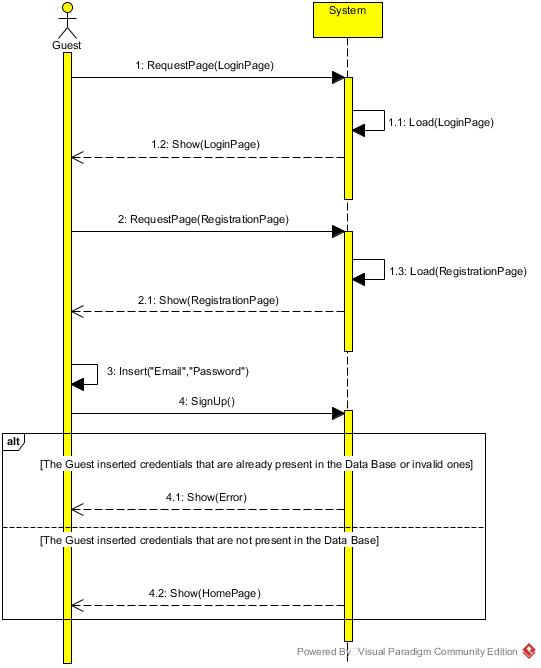 System
Guest
1: RequestPage(LoginPage)
1.1: Load(LoginPage)
1.2: Show(LoginPage)
2: RequestPage(RegistrationPage)
1.3: Load(RegistrationPage)
2.1: Show(RegistrationPage)
3: Insert("Email","Password")
4: SignUp()
alt
[The Guest inserted credentials that are already present in the Data Base or invalid ones]
4.1: Show(Error)
[The Guest inserted credentials that are not present in the Data Base]
4.2: Show(HomePage)
Powered By Visual Paradigm Community Edition